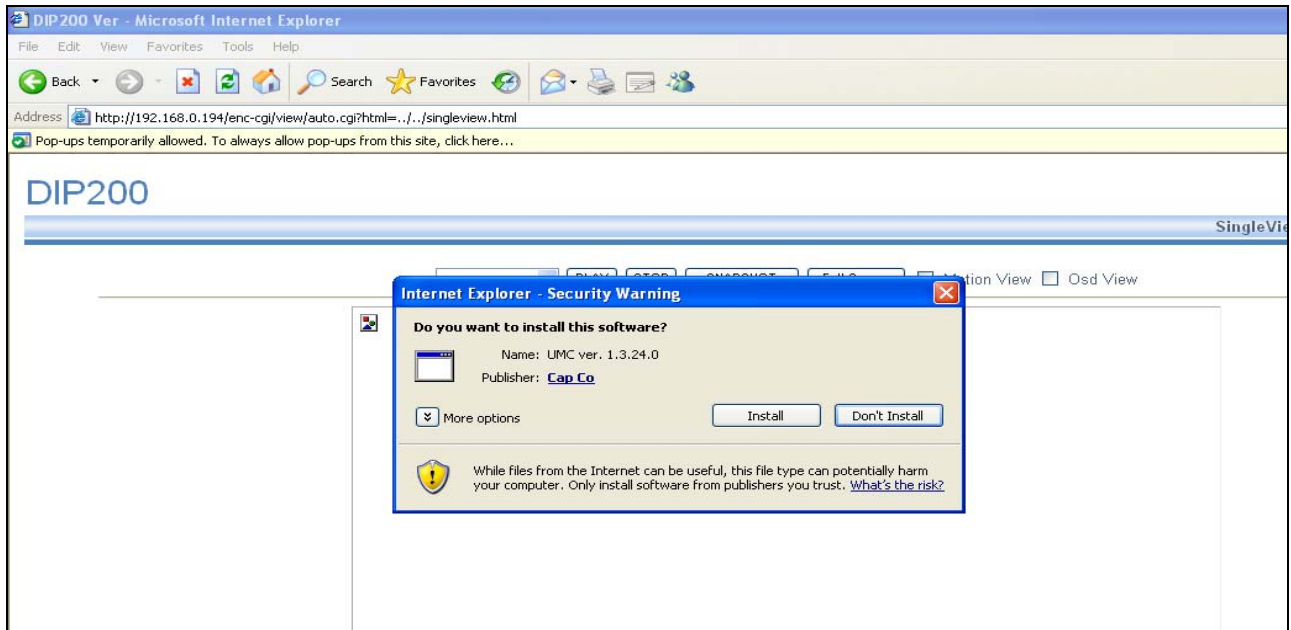 DIP200 Ver - Microsoft Internet Explorer
File Edit View Favorites Tools Help
Back Search Favorites
Address http://192.168.0.194/enc-cgi/view/auto.cgi?html=../../singleview.html
Pop-ups temporarily allowed. To always allow pop-ups from this site, click here...
DIP200
SingleVie
Motion View Osd View
Internet Explorer - Security Warning
Do you want to install this software?
Name: UMC ver. 1.3.24.0
Publisher: Cap Co
More options Install Don't Install
While files from the Internet can be useful, this file type can potentially harm
your computer. Only install software from publishers you trust. What's the risk?